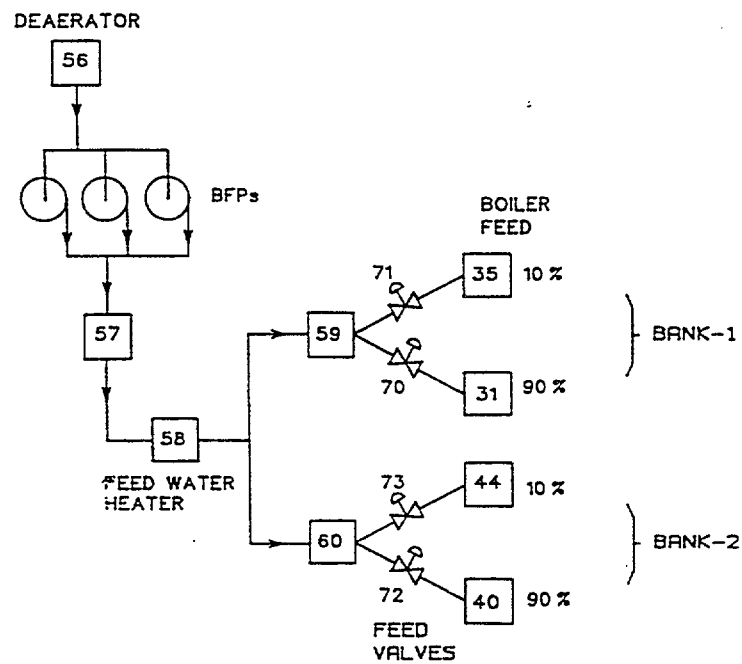 DEAERATOR
56
BFPs
BOILER
FEED
71
35
10 %
57
59
BANK-1
70
31
90 %
58
FEED WATER
HEATER
73
44
10 %
60
BANK-2
72
40
90 %
FEED
VALVES